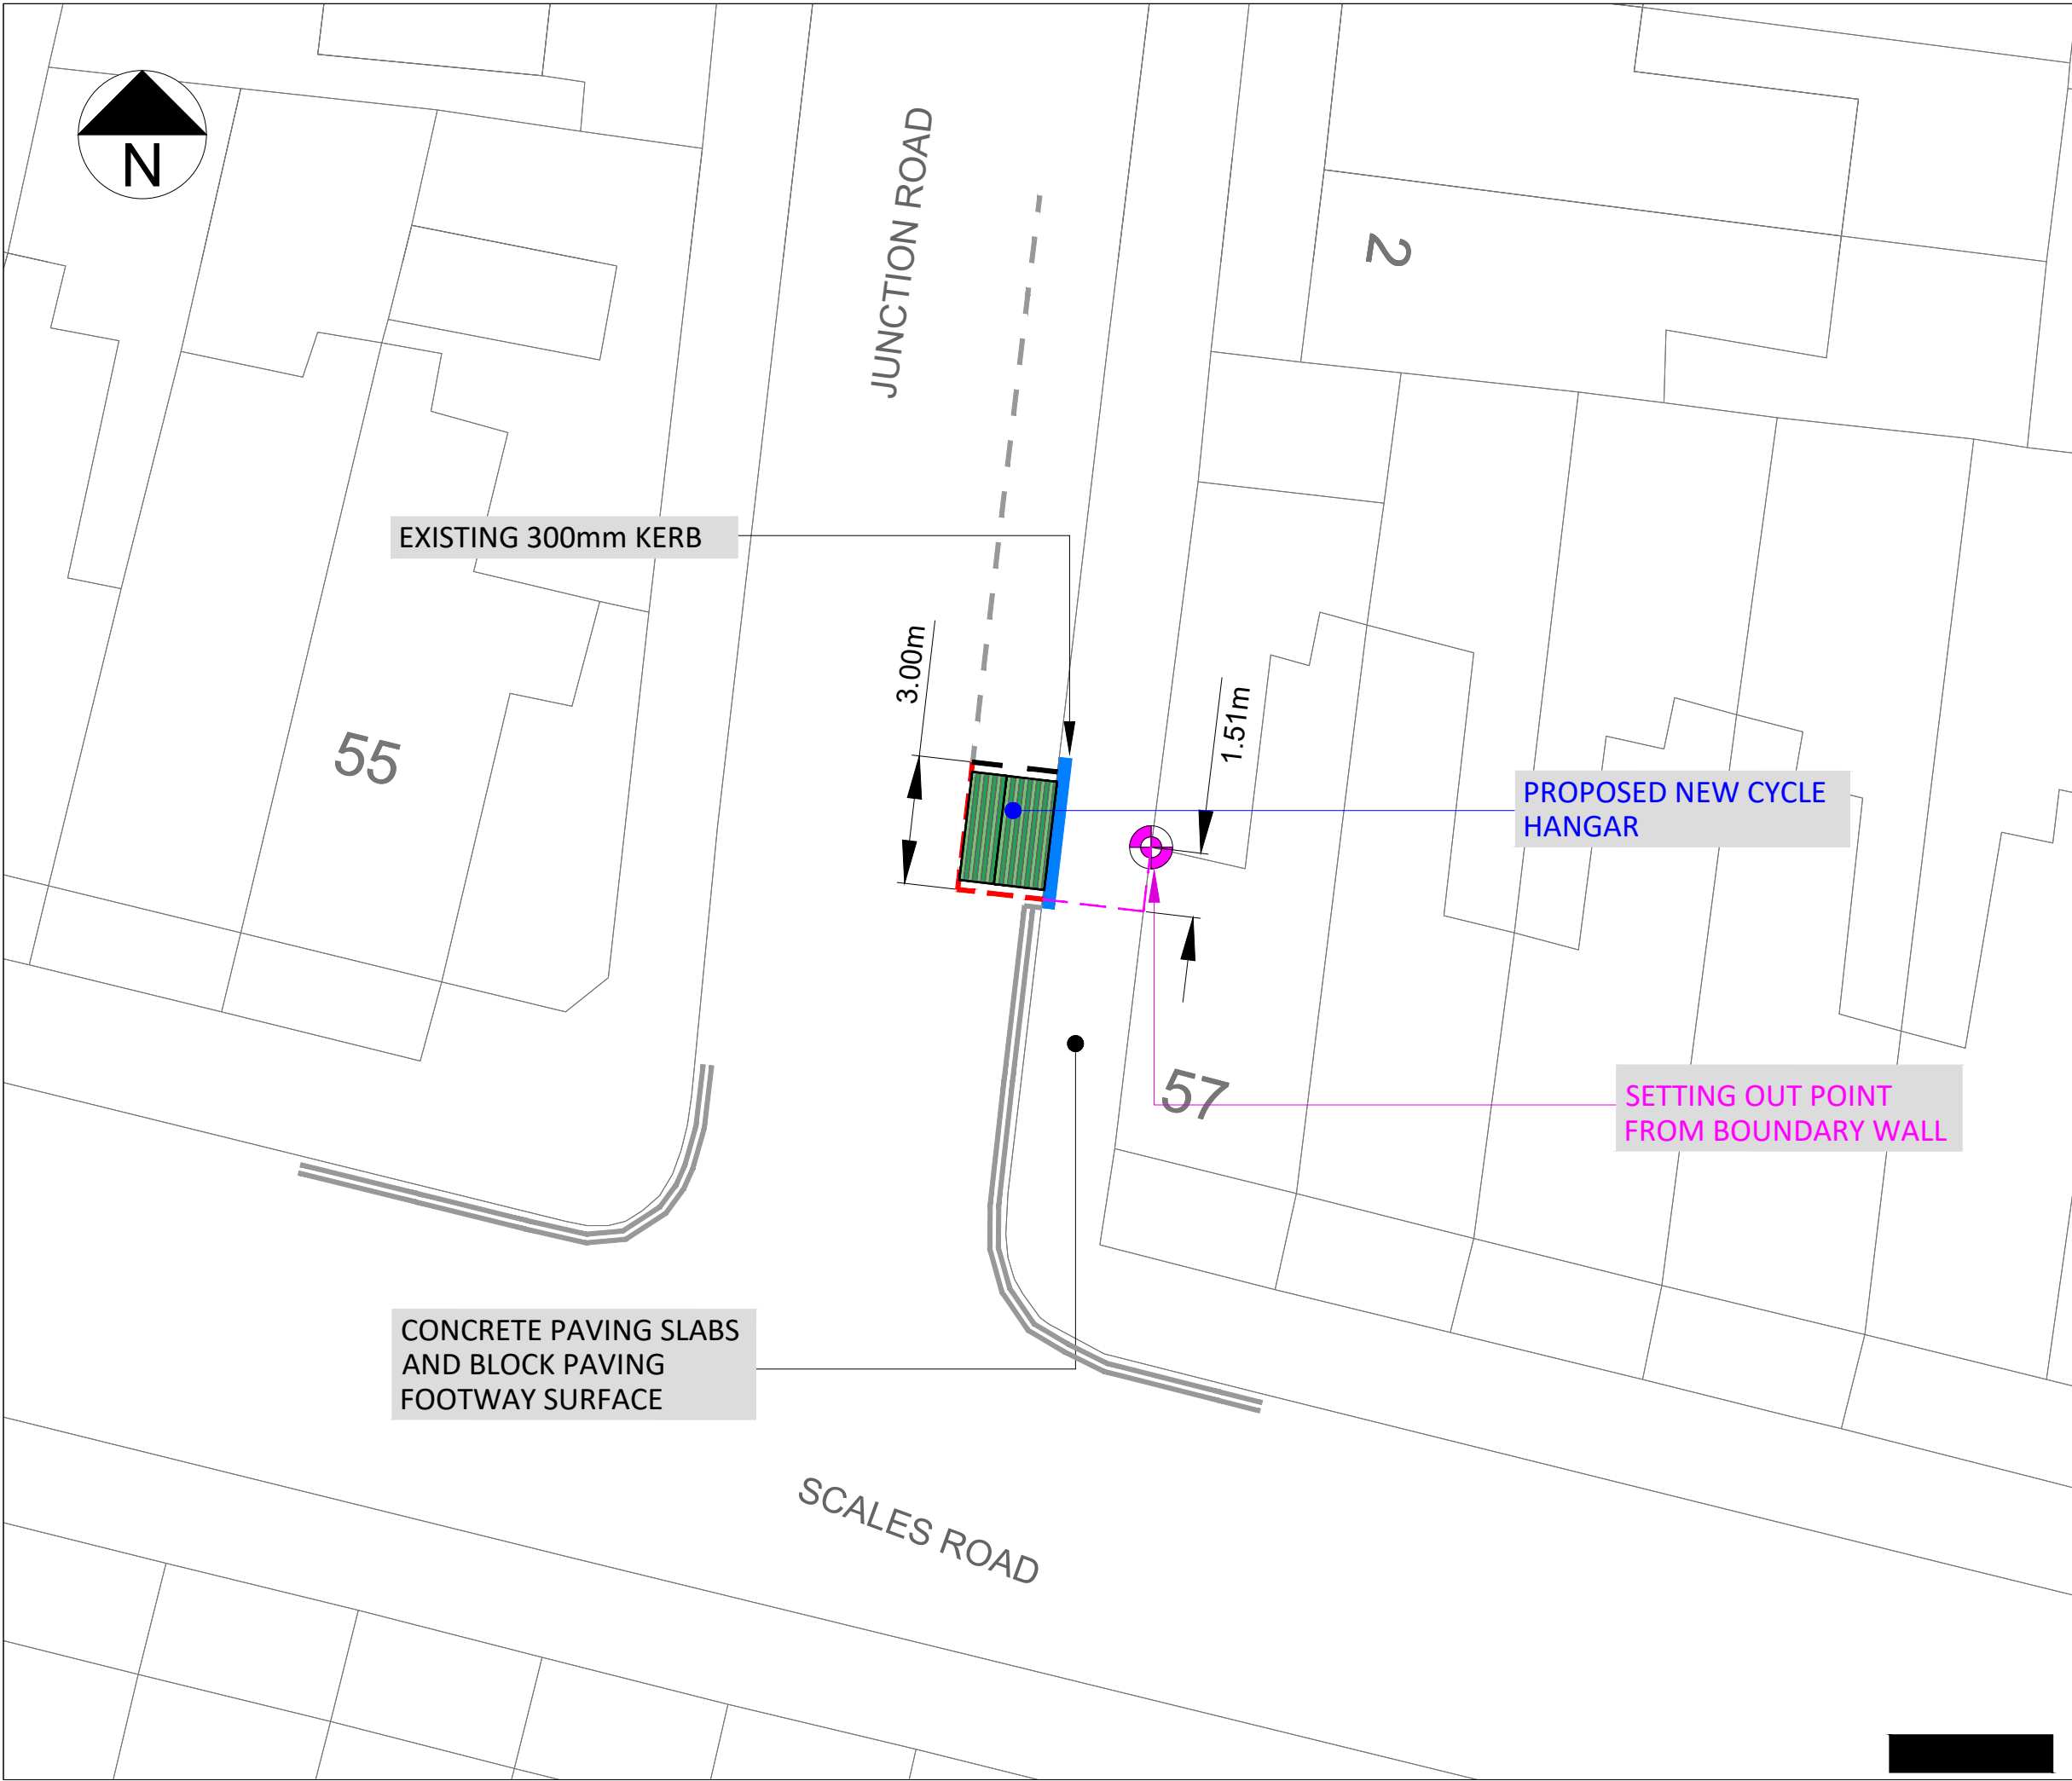 N
JUNCTION ROAD
2
EXISTING 300mm KERB
3.00m
1.51m
55
PROPOSED NEW CYCLE
HANGAR
57
SETTING OUT POINT
FROM BOUNDARY WALL
CONCRETE PAVING SLABS
AND BLOCK PAVING
FOOTWAY SURFACE
SCALES ROAD